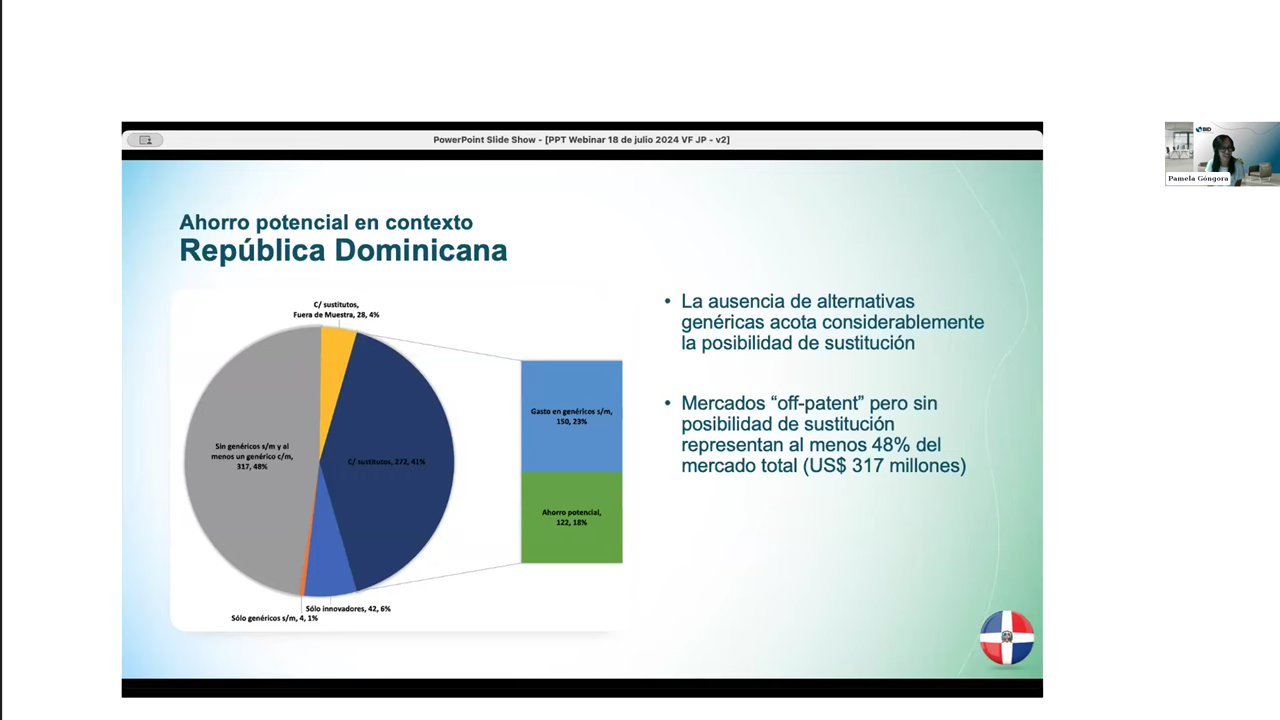 PowerPoint Slide Show - [PPT Webinar 18 de julio 2024 VF JP - v2]
BID
Pamela Góngora
Ahorro potencial en contexto
República Dominicana
C/ sustitutos,
Fuera de Muestra, 28, 4%
Sin genéricos s/m y al
menos un genérico c/m,
317, 48%
C/ sustitutos, 272, 41%
Gasto en genéricos s/m,
150, 23%
Ahorro potencial,
122, 18%
Sólo innovadores, 42, 6%
Sólo genéricos s/m, 4, 1%
• La ausencia de alternativas
genéricas acota considerablemente
la posibilidad de sustitución
• Mercados “off-patent” pero sin
posibilidad de sustitución
representan al menos 48% del
mercado total (US$ 317 millones)